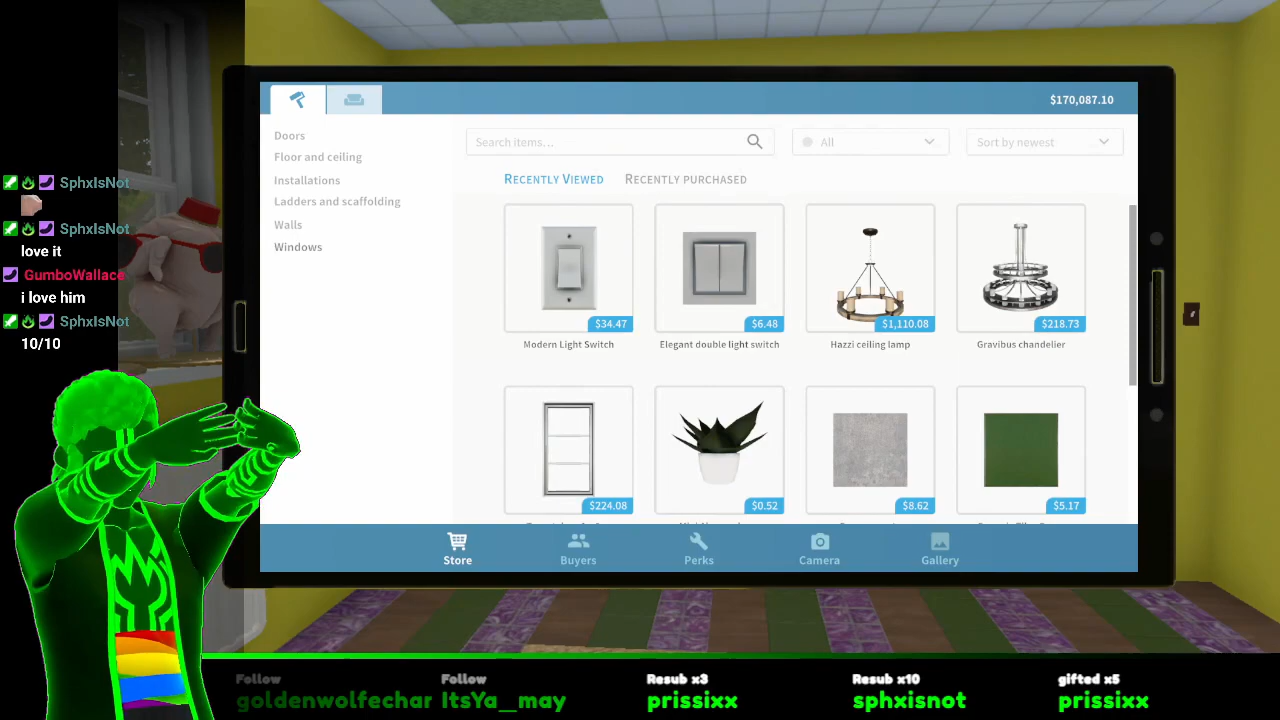 $170,087.10
Doors
Floor and ceiling
Installations
Ladders and scaffolding
Walls
Windows
Search items...
All
Sort by newest
RECENTLY VIEWED
RECENTLY PURCHASED
$34.47
Modern Light Switch
$6.48
Elegant double light switch
$1,110.08
Hazzi ceiling lamp
$218.73
Gravibus chandelier
$224.08
$0.52
$8.62
$5.17
Store
Buyers
Perks
Camera
Gallery
SphxIsNot
SphxIsNot
love it
GumboWallace
i love him
SphxIsNot
10/10
Follow
goldenwolfechar
Follow
ItsYa__may
Resub x3
prissixx
Resub x10
sphxisnot
gifted x5
prissixx